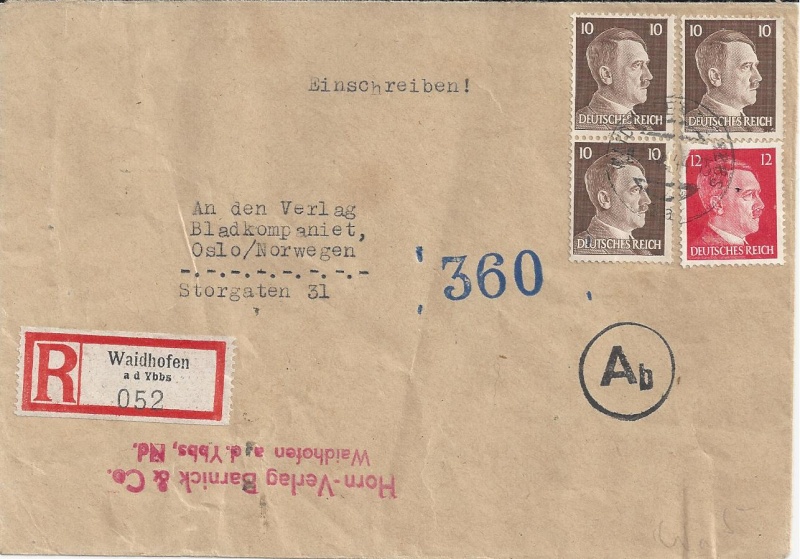 Einschreiben!
10 10
DEUTSCHES REICH
10 10
DEUTSCHES REICH
10 10
DEUTSCHES REICH
12 12
DEUTSCHES REICH
An den Verlag
Bladkompaniet,
Oslo/Norwegen
-.-.-.-.-.-.-.-
Storgaten 31
360
R
Waidhofen
a d Ybbs
052
Ab
Horn-Verlag Barnick & Co.
Waidhofen a. d. Ybbs, Nd.